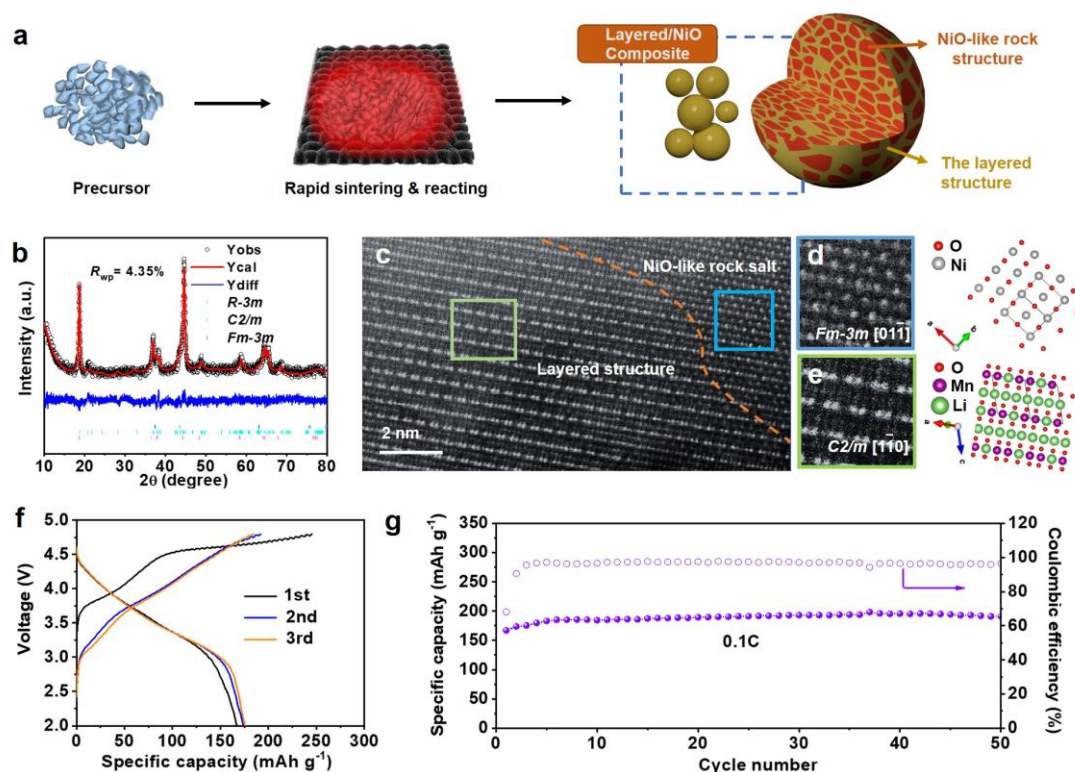 a
Precursor
Rapid sintering & reacting
Layered/NiO
Composite
NiO-like rock
structure
The layered
structure
b
Intensity (a.u.)
Rwp= 4.35%
Yobs
Ycal
Ydiff
R-3m
C2/m
Fm-3m
10 20 30 40 50 60 70 80
2θ (degree)
c
NiO-like rock salt
Layered structure
2 nm
d
Fm-3m [01̄1̄]
O
Ni
e
C2/m [1̄10]
O
Mn
Li
f
Voltage (V)
5.0
4.5
4.0
3.5
3.0
2.5
2.0
1st
2nd
3rd
0 50 100 150 200 250 300
Specific capacity (mAh g-1)
g
Specific capacity (mAh g-1)
350
300
250
200
150
100
50
0
0.1C
120
100
80
60
40
20
0
Coulombic efficiency (%)
0 10 20 30 40 50
Cycle number